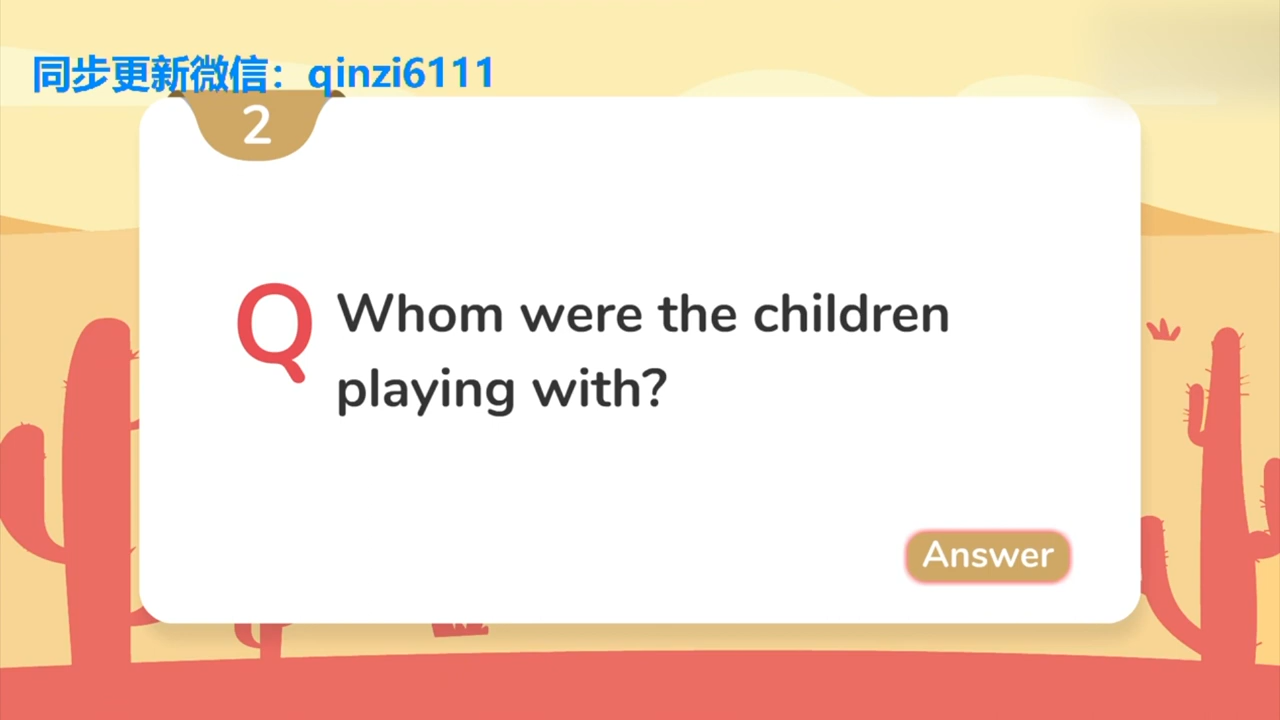 同步更新微信：qinzi6111
2
Q
Whom were the children
playing with?
Answer